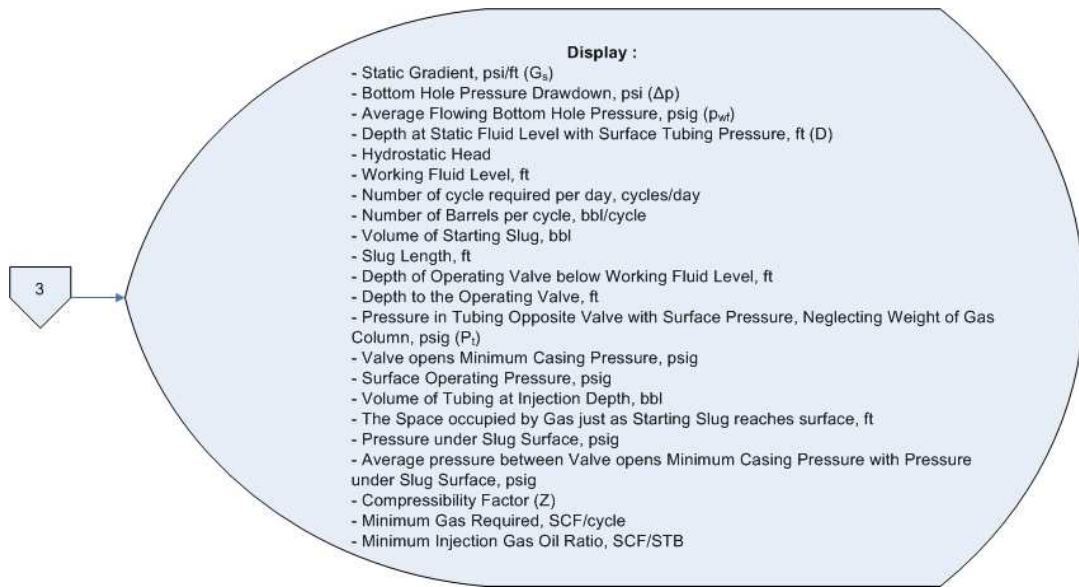 3
Display :
- Static Gradient, psi/ft (Gs)
- Bottom Hole Pressure Drawdown, psi (Δp)
- Average Flowing Bottom Hole Pressure, psig (pwf)
- Depth at Static Fluid Level with Surface Tubing Pressure, ft (D)
- Hydrostatic Head
- Working Fluid Level, ft
- Number of cycle required per day, cycles/day
- Number of Barrels per cycle, bbl/cycle
- Volume of Starting Slug, bbl
- Slug Length, ft
- Depth of Operating Valve below Working Fluid Level, ft
- Depth to the Operating Valve, ft
- Pressure in Tubing Opposite Valve with Surface Pressure, Neglecting Weight of Gas
Column, psig (Pt)
- Valve opens Minimum Casing Pressure, psig
- Surface Operating Pressure, psig
- Volume of Tubing at Injection Depth, bbl
- The Space occupied by Gas just as Starting Slug reaches surface, ft
- Pressure under Slug Surface, psig
- Average pressure between Valve opens Minimum Casing Pressure with Pressure
under Slug Surface, psig
- Compressibility Factor (Z)
- Minimum Gas Required, SCF/cycle
- Minimum Injection Gas Oil Ratio, SCF/STB